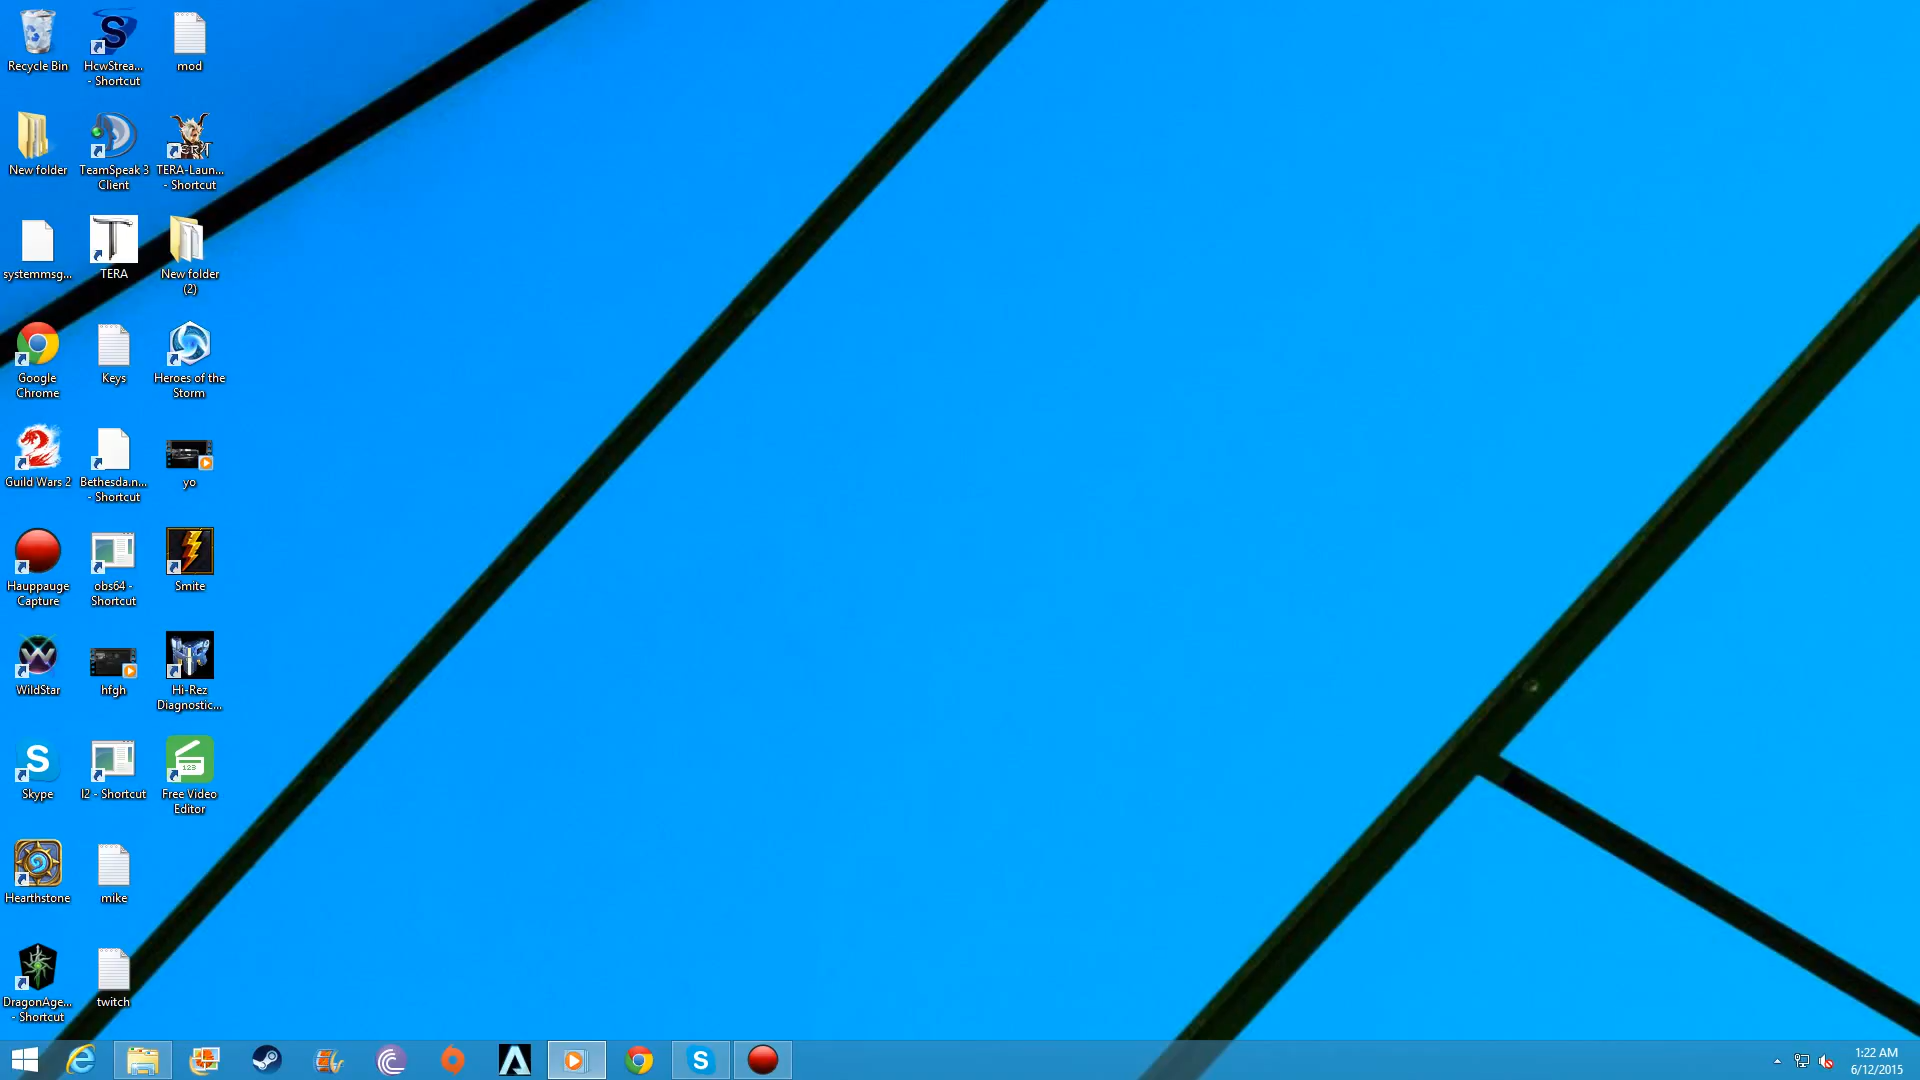 Recycle Bin
HcwStrea...
- Shortcut
mod
New folder
TeamSpeak 3
Client
TERA-Laun...
- Shortcut
systemmsg...
TERA
New folder
(2)
Google
Chrome
Keys
Heroes of the
Storm
Guild Wars 2
Bethesda.n...
- Shortcut
yo
Hauppauge
Capture
obs64 -
Shortcut
Smite
WildStar
hfgh
Hi-Rez
Diagnostic...
Skype
l2 - Shortcut
Free Video
Editor
123
Hearthstone
mike
DragonAge...
- Shortcut
twitch
1:22 AM
6/12/2015